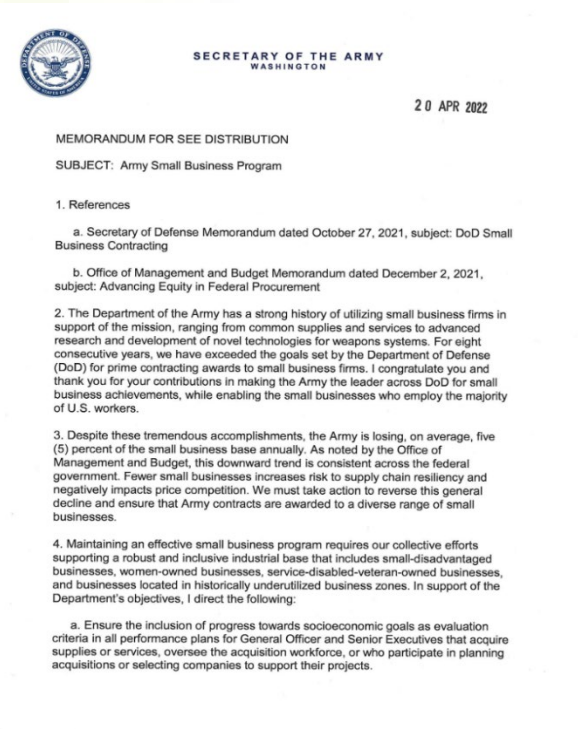 DEPARTMENT OF DEFENSE
UNITED STATES OF AMERICA
SECRETARY OF THE ARMY
WASHINGTON
20 APR 2022
MEMORANDUM FOR SEE DISTRIBUTION
SUBJECT: Army Small Business Program
1. References
a. Secretary of Defense Memorandum dated October 27, 2021, subject: DoD Small
Business Contracting
b. Office of Management and Budget Memorandum dated December 2, 2021,
subject: Advancing Equity in Federal Procurement
2. The Department of the Army has a strong history of utilizing small business firms in
support of the mission, ranging from common supplies and services to advanced
research and development of novel technologies for weapons systems. For eight
consecutive years, we have exceeded the goals set by the Department of Defense
(DoD) for prime contracting awards to small business firms. I congratulate you and
thank you for your contributions in making the Army the leader across DoD for small
business achievements, while enabling the small businesses who employ the majority
of U.S. workers.
3. Despite these tremendous accomplishments, the Army is losing, on average, five
(5) percent of the small business base annually. As noted by the Office of
Management and Budget, this downward trend is consistent across the federal
government. Fewer small businesses increases risk to supply chain resiliency and
negatively impacts price competition. We must take action to reverse this general
decline and ensure that Army contracts are awarded to a diverse range of small
businesses.
4. Maintaining an effective small business program requires our collective efforts
supporting a robust and inclusive industrial base that includes small-disadvantaged
businesses, women-owned businesses, service-disabled-veteran-owned businesses,
and businesses located in historically underutilized business zones. In support of the
Department's objectives, I direct the following:
a. Ensure the inclusion of progress towards socioeconomic goals as evaluation
criteria in all performance plans for General Officer and Senior Executives that acquire
supplies or services, oversee the acquisition workforce, or who participate in planning
acquisitions or selecting companies to support their projects.